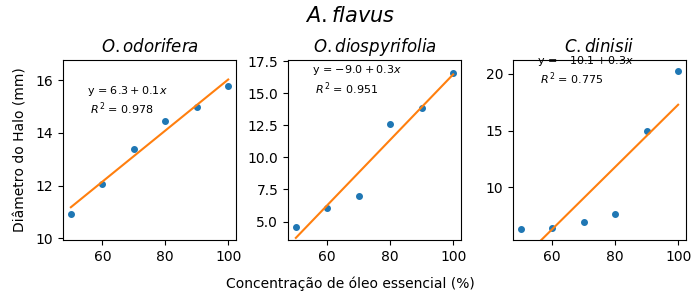 A. flavus
O. odorifera
O. diospyrifolia
C. dinisii
Diâmetro do Halo (mm)
16
14
12
10
y = 6.3 + 0.1x
R² = 0.978
60
80
100
17.5
15.0
12.5
10.0
7.5
5.0
y = −9.0 + 0.3x
R² = 0.951
60
80
100
20
15
10
y = −10.1 + 0.3x
R² = 0.775
60
80
100
Concentração de óleo essencial (%)